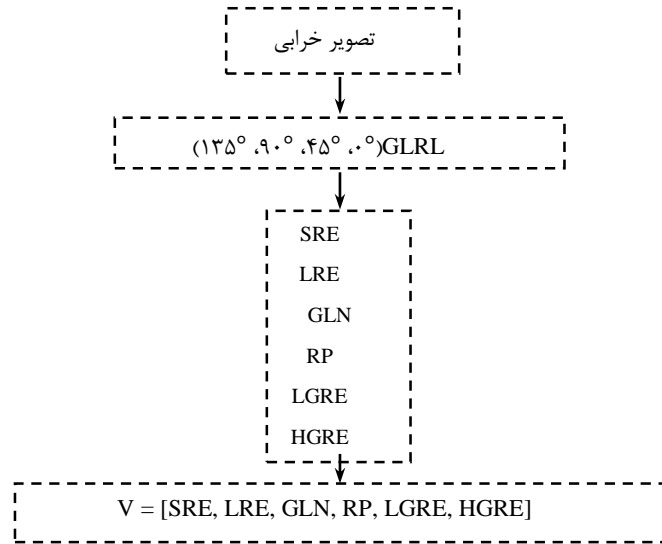 تصویر خرابی
GLRL(۰°، ۴۵°، ۹۰°، ۱۳۵°)
SRE
LRE
GLN
RP
LGRE
HGRE
V = [SRE, LRE, GLN, RP, LGRE, HGRE]